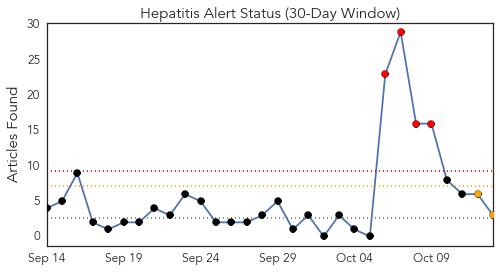 Hepatitis Alert Status (30-Day Window)
Articles Found
30
25
20
15
10
5
0
Sep 14 Sep 19 Sep 24 Sep 29 Oct 04 Oct 09